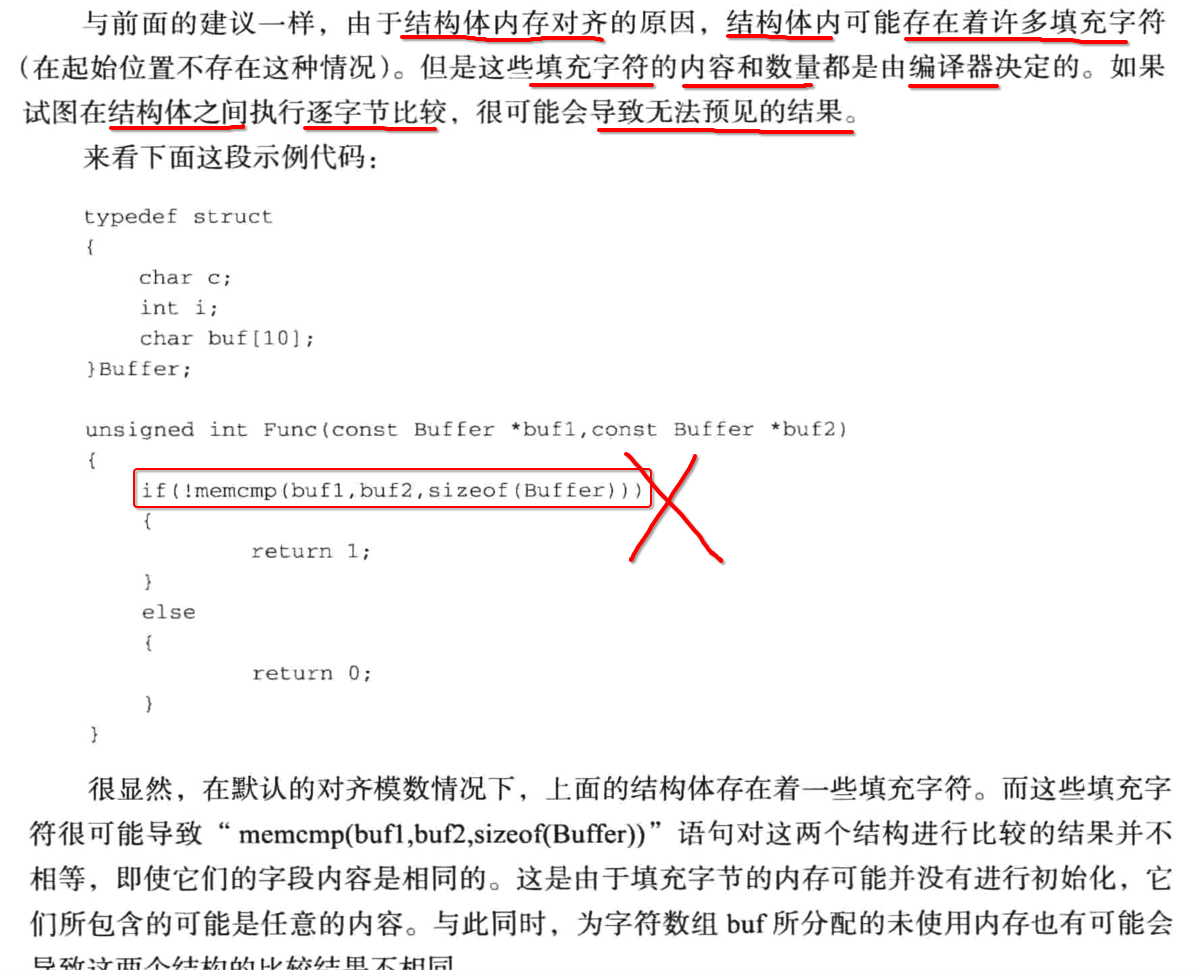 与前面的建议一样，由于结构体内存对齐的原因，结构体内可能存在着许多填充字符
（在起始位置不存在这种情况）。但是这些填充字符的内容和数量都是由编译器决定的。如果
试图在结构体之间执行逐字节比较，很可能会导致无法预见的结果。
来看下面这段示例代码：
typedef struct
{
char c;
int i;
char buf[10];
}Buffer;
unsigned int Func(const Buffer *buf1,const Buffer *buf2)
{
if(!memcmp(buf1,buf2,sizeof(Buffer)))
{
return 1;
}
else
{
return 0;
}
}
很显然，在默认的对齐模数情况下，上面的结构体存在着一些填充字符。而这些填充字
符很可能导致“ memcmp(buf1,buf2,sizeof(Buffer))”语句对这两个结构进行比较的结果并不
相等，即使它们的字段内容是相同的。这是由于填充字节的内存可能并没有进行初始化，它
们所包含的可能是任意的内容。与此同时，为字符数组 buf 所分配的未使用内存也有可能会
导致这两个结构的比较结果不相同